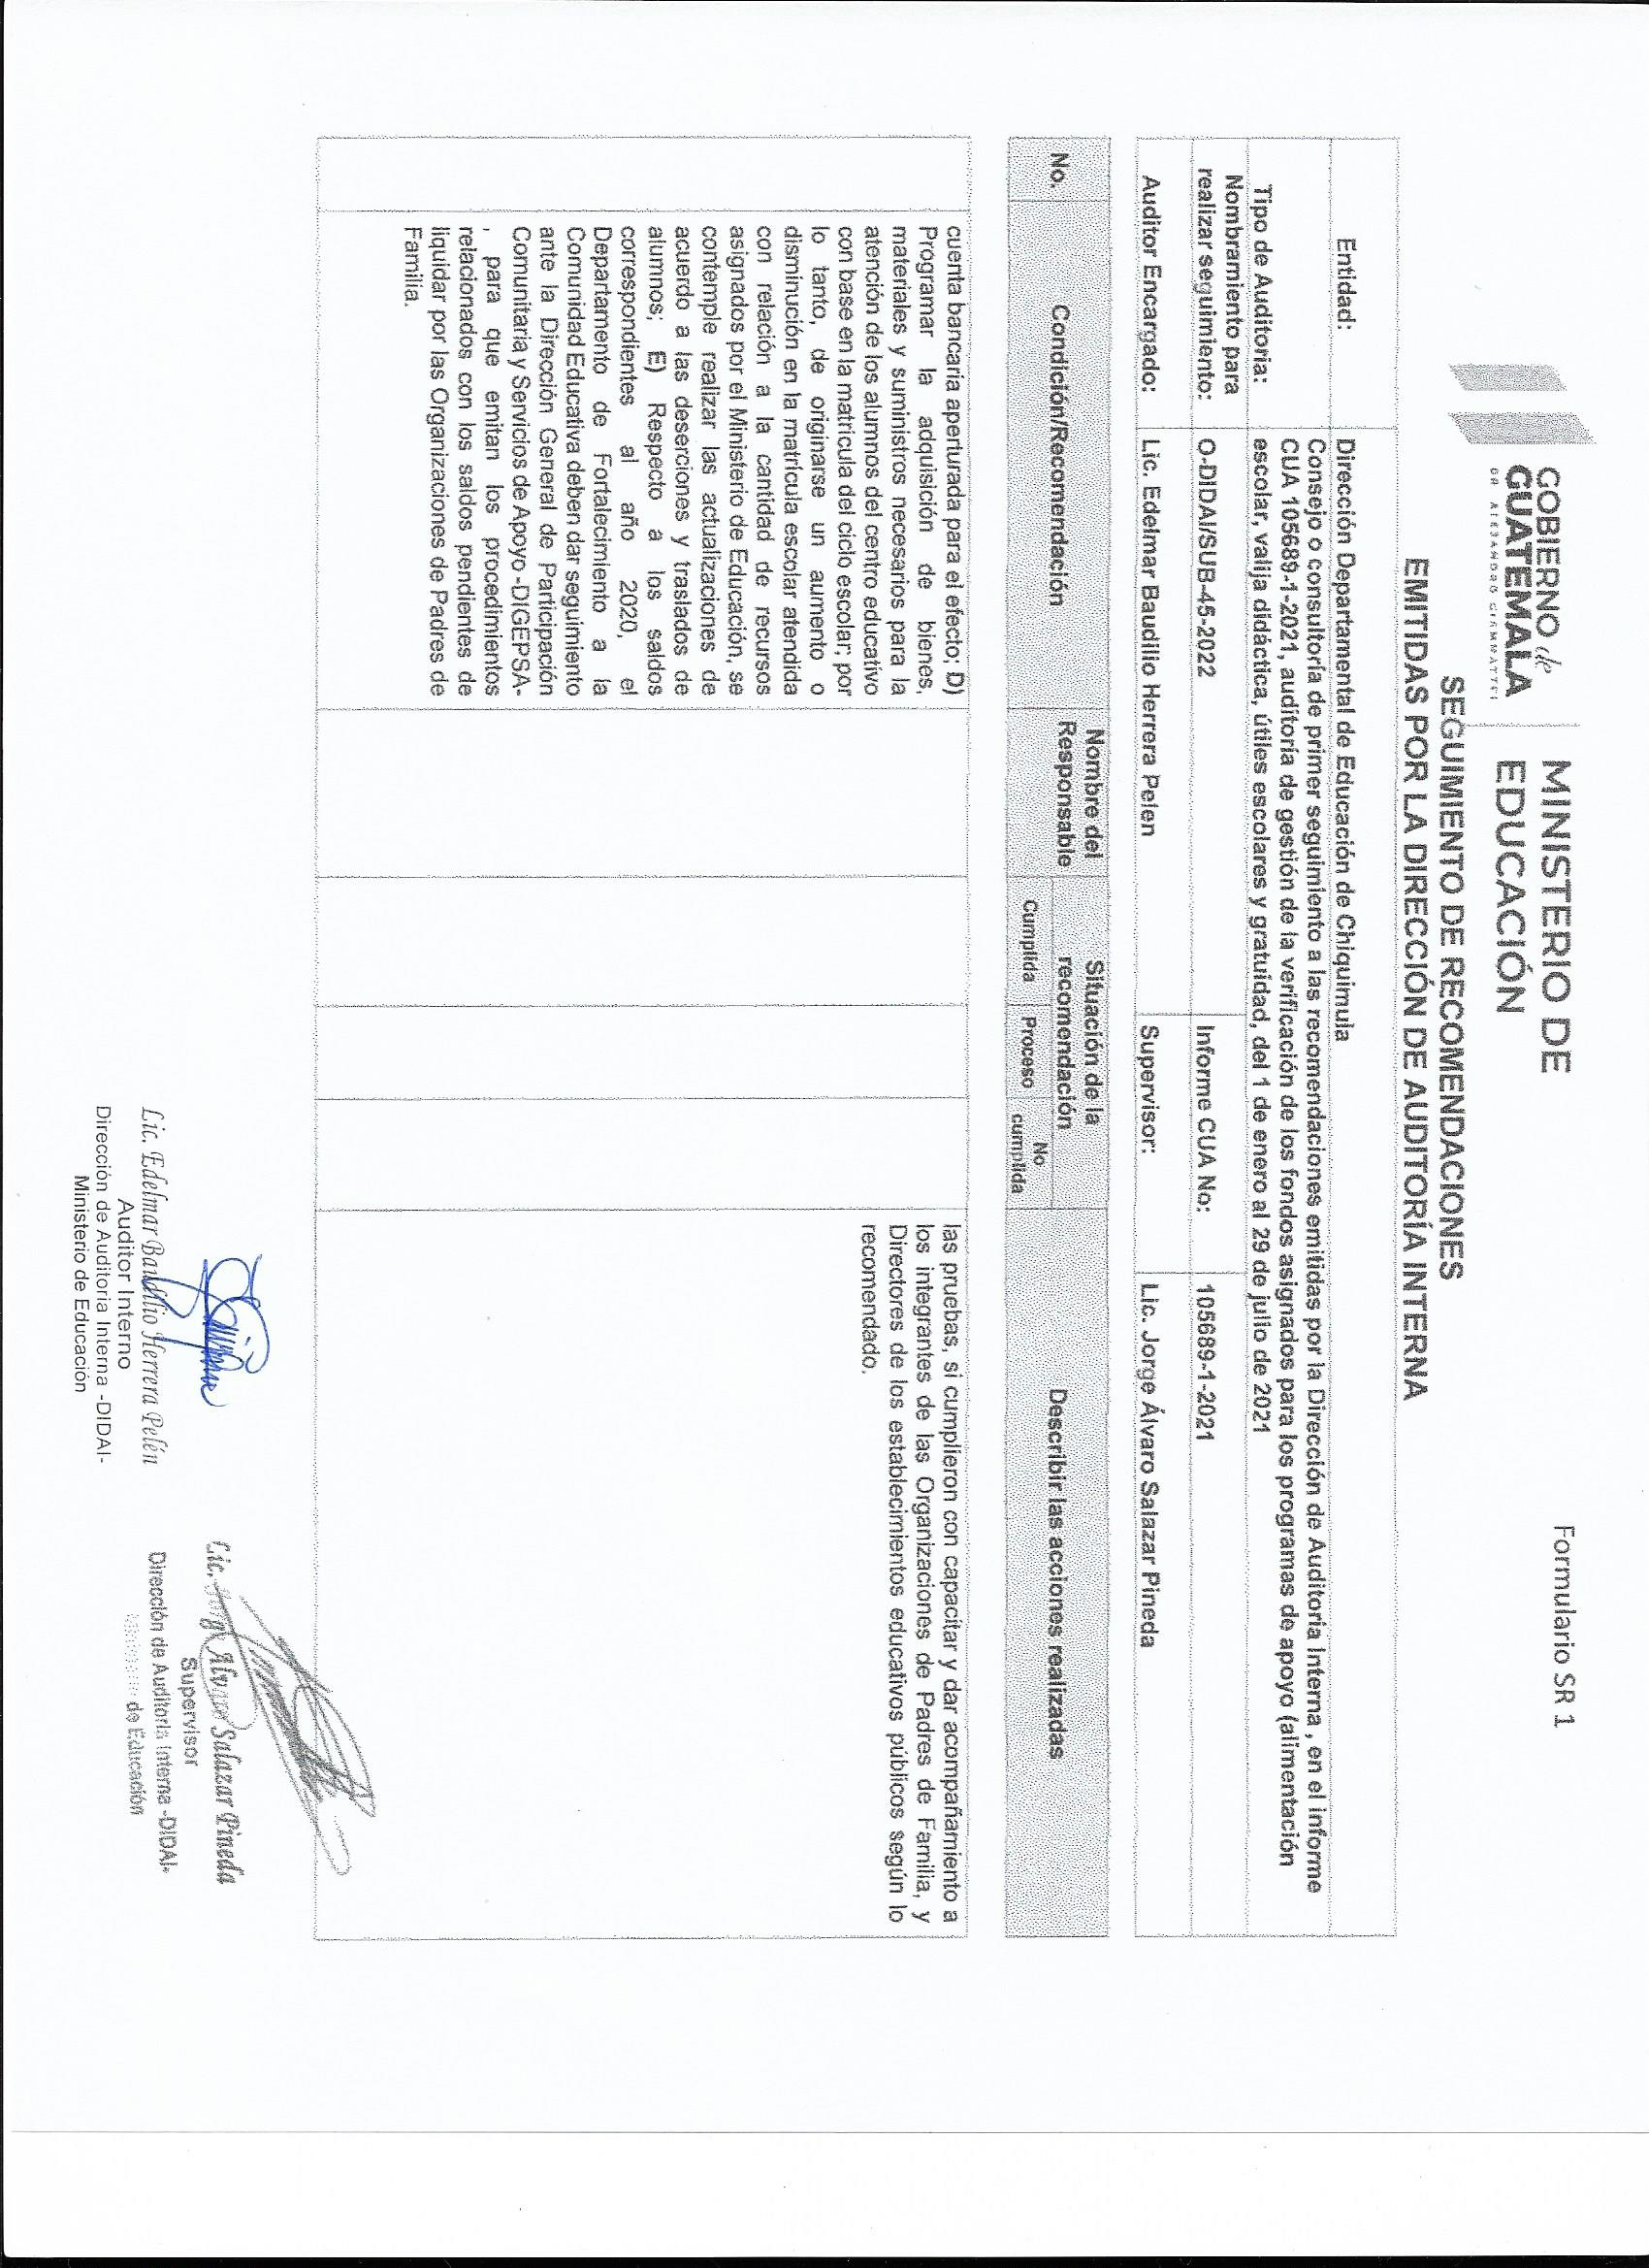 GOBIERNO de
GUATEMALA
DR. ALEJANDRO GIAMMATTEI
MINISTERIO DE
EDUCACIÓN
Formulario SR 1
SEGUIMIENTO DE RECOMENDACIONES
EMITIDAS POR LA DIRECCIÓN DE AUDITORÍA INTERNA
Entidad: Dirección Departamental de Educación de Chiquimula
Tipo de Auditoria: Consejo o consultoría de primer seguimiento a las recomendaciones emitidas por la Dirección de Auditoría Interna , en el informe
CUA 105689-1-2021, auditoría de gestión de la verificación de los fondos asignados para los programas de apoyo (alimentación
escolar, valija didáctica, útiles escolares y gratuidad, del 1 de enero al 29 de julio de 2021
Nombramiento para
realizar seguimiento: O-DIDAI/SUB-45-2022 Informe CUA No: 105689-1-2021
Auditor Encargado: Lic. Edelmar Baudilio Herrera Pelen Supervisor: Lic. Jorge Álvaro Salazar Pineda
No. Condición/Recomendación
Nombre del
Responsable
Situación de la
recomendación
Cumplida Proceso
No
cumplida
Describir las acciones realizadas
cuenta bancaria aperturada para el efecto; D)
Programar la adquisición de bienes,
materiales y suministros necesarios para la
atención de los alumnos del centro educativo
con base en la matricula del ciclo escolar; por
lo tanto, de originarse un aumento o
disminución en la matrícula escolar atendida
con relación a la cantidad de recursos
asignados por el Ministerio de Educación, se
contemple realizar las actualizaciones de
acuerdo a las deserciones y traslados de
alumnos; E) Respecto a los saldos
correspondientes al año 2020, el
Departamento de Fortalecimiento a la
Comunidad Educativa deben dar seguimiento
ante la Dirección General de Participación
Comunitaria y Servicios de Apoyo -DIGEPSA-
, para que emitan los procedimientos
relacionados con los saldos pendientes de
liquidar por las Organizaciones de Padres de
Familia.
las pruebas, si cumplieron con capacitar y dar acompañamiento a
los integrantes de las Organizaciones de Padres de Familia, y
Directores de los establecimientos educativos públicos según lo
recomendado.
Lic. Edelmar Baudilio Herrera Pelén
Auditor Interno
Dirección de Auditoria Interna -DIDAI-
Ministerio de Educación
Lic. Jorge Alvaro Salazar Pineda
Supervisor
Dirección de Auditoría Interna -DIDAI-
de Educación